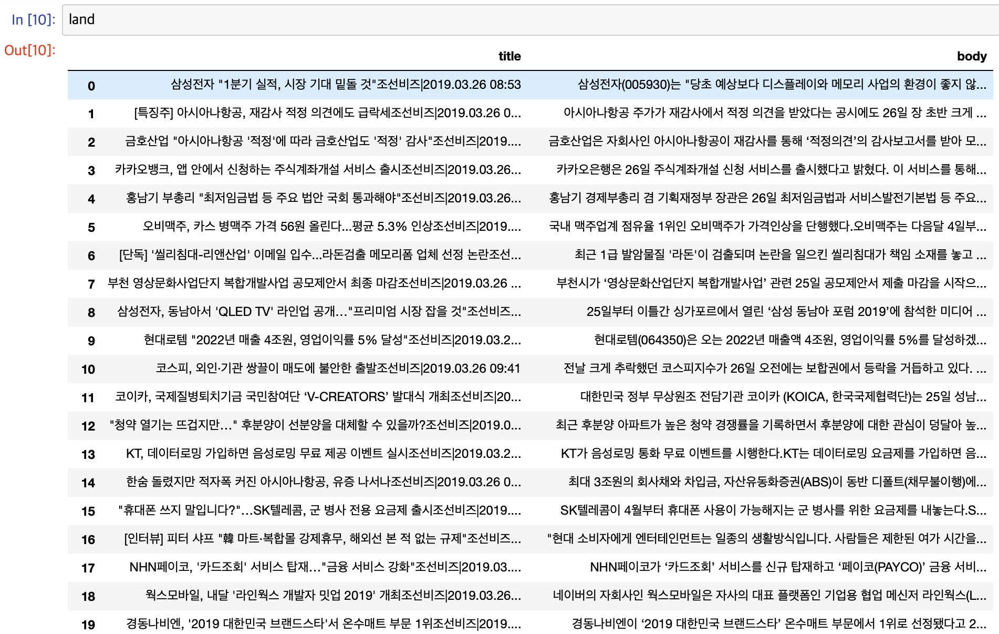 In [10]: land
Out[10]:
title body
0 삼성전자 "1분기 실적, 시장 기대 밑돌 것"조선비즈|2019.03.26 08:53 삼성전자(005930)는 "당초 예상보다 디스플레이와 메모리 사업의 환경이 좋지 않...
1 [특징주] 아시아나항공, 재감사 적정 의견에도 급락세조선비즈|2019.03.26 0... 아시아나항공 주가가 재감사에서 적정 의견을 받았다는 공시에도 26일 장 초반 크게 ...
2 금호산업 "아시아나항공 '적정'에 따라 금호산업도 '적정' 감사"조선비즈|2019.... 금호산업은 자회사인 아시아나항공이 재감사를 통해 ‘적정의견’의 감사보고서를 받아 모...
3 카카오뱅크, 앱 안에서 신청하는 주식계좌개설 서비스 출시조선비즈|2019.03.26... 카카오은행은 26일 주식계좌개설 신청 서비스를 출시했다고 밝혔다. 이 서비스를 통해...
4 홍남기 부총리 "최저임금법 등 주요 법안 국회 통과해야"조선비즈|2019.03.26... 홍남기 경제부총리 겸 기획재정부 장관은 26일 최저임금법과 서비스발전기본법 등 주요...
5 오비맥주, 카스 병맥주 가격 56원 올린다...평균 5.3% 인상조선비즈|2019.... 국내 맥주업계 점유율 1위인 오비맥주가 가격인상을 단행했다.오비맥주는 다음달 4일부...
6 [단독] '씰리침대-리앤산업' 이메일 입수...라돈검출 메모리폼 업체 선정 논란조선... 최근 1급 발암물질 '라돈'이 검출되며 논란을 일으킨 씰리침대가 책임 소재를 놓고 ...
7 부천 영상문화사업단지 복합개발사업 공모제안서 최종 마감조선비즈|2019.03.26 ... 부천시가 ‘영상문화산업단지 복합개발사업’ 관련 25일 공모제안서 제출 마감을 시작으...
8 삼성전자, 동남아서 'QLED TV' 라인업 공개…"프리미엄 시장 잡을 것"조선비즈... 25일부터 이틀간 싱가포르에서 열린 ‘삼성 동남아 포럼 2019’에 참석한 미디어 ...
9 현대로템 "2022년 매출 4조원, 영업이익률 5% 달성"조선비즈|2019.03.2... 현대로템(064350)은 오는 2022년 매출액 4조원, 영업이익률 5%를 달성하겠...
10 코스피, 외인·기관 쌍끌이 매도에 불안한 출발조선비즈|2019.03.26 09:41 전날 크게 추락했던 코스피지수가 26일 오전에는 보합권에서 등락을 거듭하고 있다. ...
11 코이카, 국제질병퇴치기금 국민참여단 ‘V-CREATORS’ 발대식 개최조선비즈|20... 대한민국 정부 무상원조 전담기관 코이카 (KOICA, 한국국제협력단)는 25일 성남...
12 "청약 열기는 뜨겁지만…" 후분양이 선분양을 대체할 수 있을까?조선비즈|2019.0... 최근 후분양 아파트가 높은 청약 경쟁률을 기록하면서 후분양에 대한 관심이 덩달아 높...
13 KT, 데이터로밍 가입하면 음성로밍 무료 제공 이벤트 실시조선비즈|2019.03.2... KT가 음성로밍 통화 무료 이벤트를 시행한다.KT는 데이터로밍 요금제를 가입하면 음...
14 한숨 돌렸지만 적자폭 커진 아시아나항공, 유증 나서나조선비즈|2019.03.26 0... 최대 3조원의 회사채와 차입금, 자산유동화증권(ABS)이 동반 디폴트(채무불이행)에...
15 "휴대폰 쓰지 말입니다?"…SK텔레콤, 군 병사 전용 요금제 출시조선비즈|2019.... SK텔레콤이 4월부터 휴대폰 사용이 가능해지는 군 병사를 위한 요금제를 내놓는다.S...
16 [인터뷰] 피터 샤프 "韓 마트·복합몰 강제휴무, 해외선 본 적 없는 규제"조선비즈... "현대 소비자에게 엔터테인먼트는 일종의 생활방식입니다. 사람들은 제한된 여가 시간을...
17 NHN페이코, '카드조회' 서비스 탑재…"금융 서비스 강화"조선비즈|2019.03.... NHN페이코가 ‘카드조회’ 서비스를 신규 탑재하고 ‘페이코(PAYCO)’ 금융 서비...
18 웍스모바일, 내달 '라인웍스 개발자 밋업 2019' 개최조선비즈|2019.03.26... 네이버의 자회사인 웍스모바일은 자사의 대표 플랫폼인 기업용 협업 메신저 라인웍스(L...
19 경동나비엔, '2019 대한민국 브랜드스타'서 온수매트 부문 1위조선비즈|2019.... 경동나비엔이 ‘2019 대한민국 브랜드스타’ 온수매트 부문에서 1위로 선정됐다고 2...